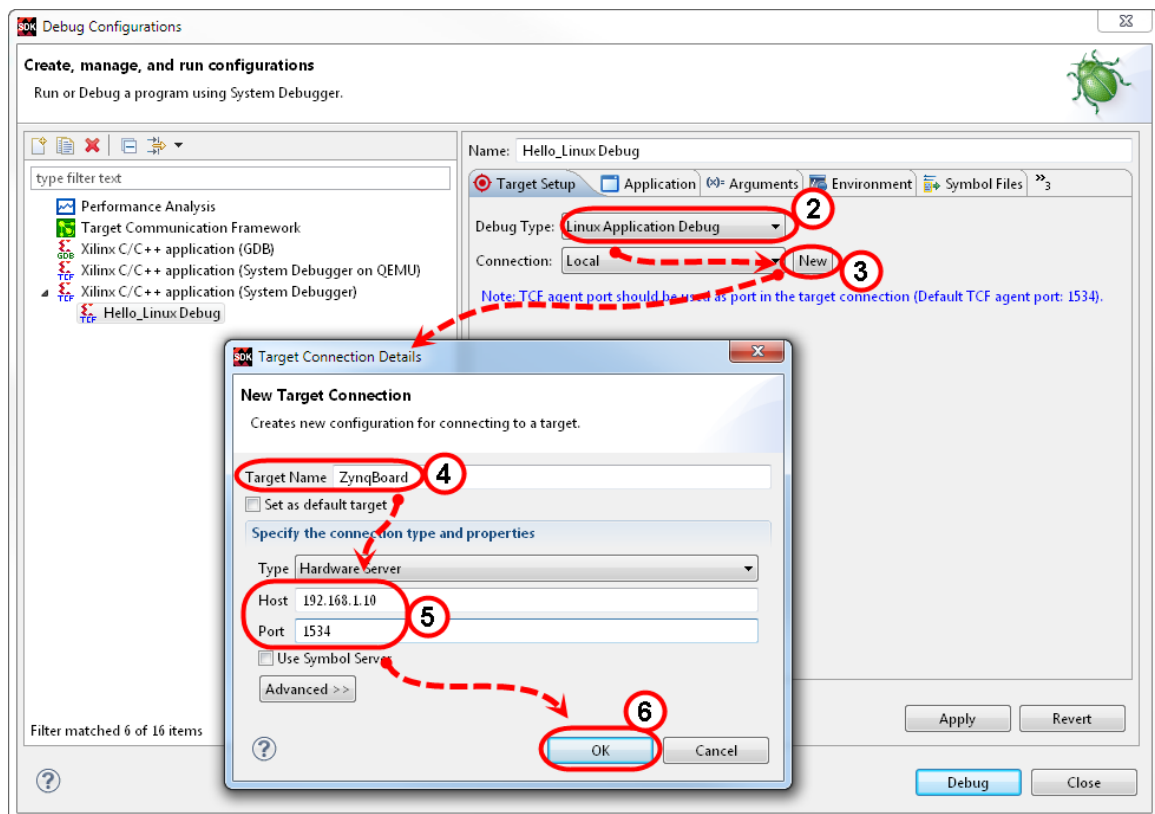 SDK Debug Configurations
Create, manage, and run configurations
Run or Debug a program using System Debugger.
type filter text
Performance Analysis
Target Communication Framework
GDB Xilinx C/C++ application (GDB)
TCF Xilinx C/C++ application (System Debugger on QEMU)
TCF Xilinx C/C++ application (System Debugger)
TCF Hello_Linux Debug
Filter matched 6 of 16 items
Name: Hello_Linux Debug
Target Setup Application (x)= Arguments Environment Symbol Files »3
Debug Type: Linux Application Debug 2
Connection: Local New 3
Note: TCF agent port should be used as port in the target connection (Default TCF agent port: 1534).
SDK Target Connection Details
New Target Connection
Creates new configuration for connecting to a target.
Target Name ZynqBoard 4
Set as default target
Specify the connection type and properties
Type Hardware Server
Host 192.168.1.10
Port 1534
5
Use Symbol Server
Advanced >>
6
? OK Cancel
Apply Revert
? Debug Close